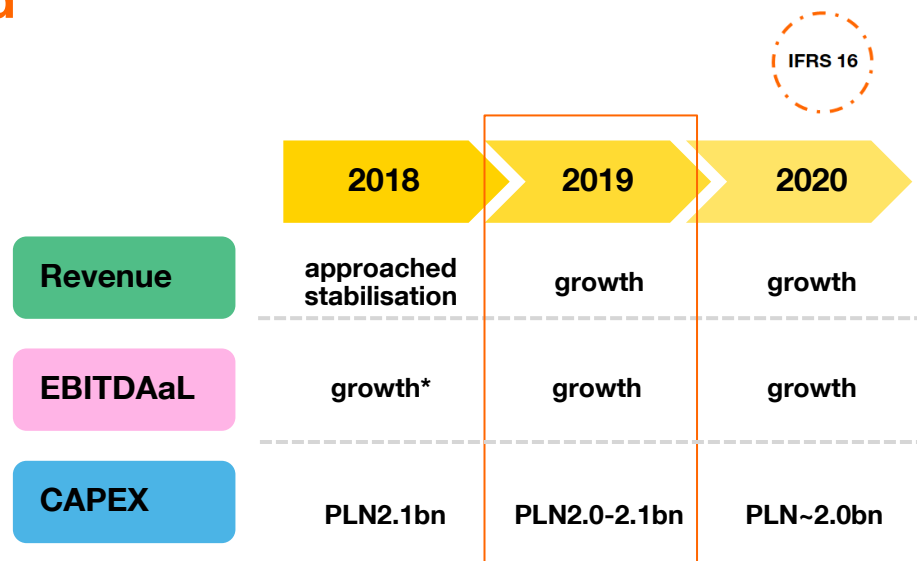 IFRS 16
2018 2019 2020
Revenue approached stabilisation growth growth
EBITDAaL growth* growth growth
CAPEX PLN2.1bn PLN2.0-2.1bn PLN~2.0bn